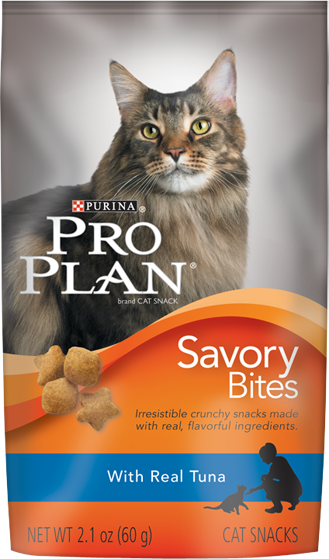 PURINA®
PRO
PLAN®
brand CAT SNACK
Savory
Bites
Irresistible crunchy snacks made
with real, flavorful ingredients.
With Real Tuna
NET WT 2.1 oz (60 g)
CAT SNACKS